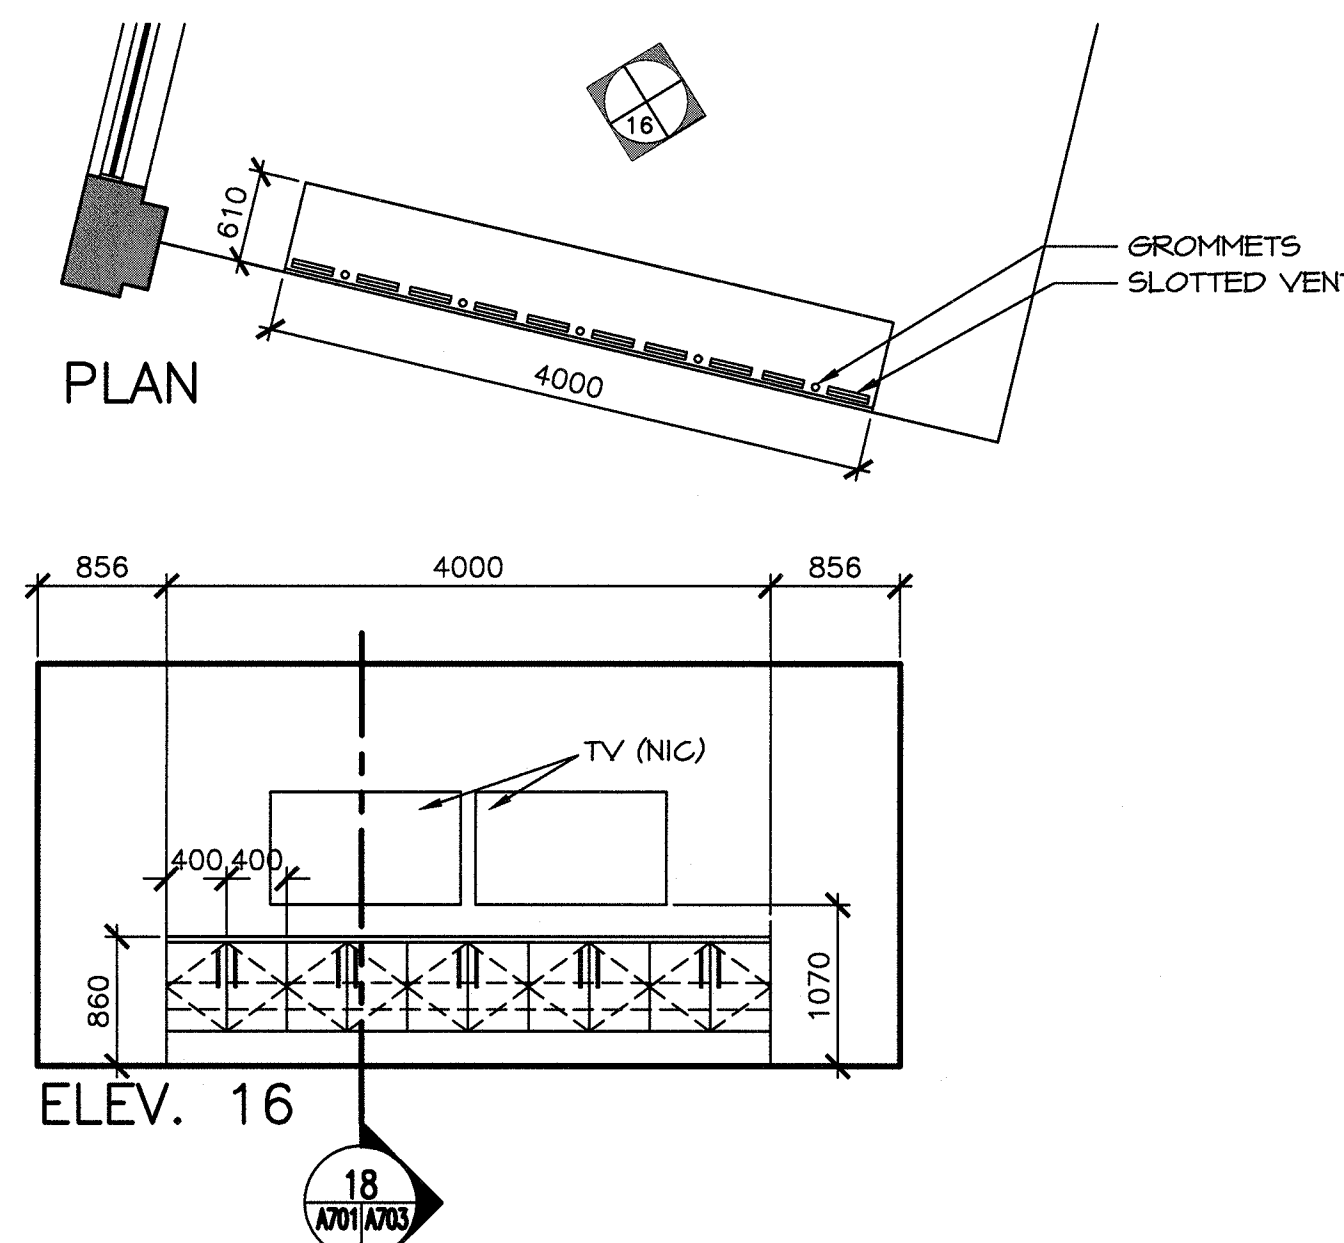 16
610
GROMMETS
SLOTTED VENT
4000
PLAN
856 4000 856
TV (NIC)
400 400
860
1070
ELEV. 16
18
A701 A703